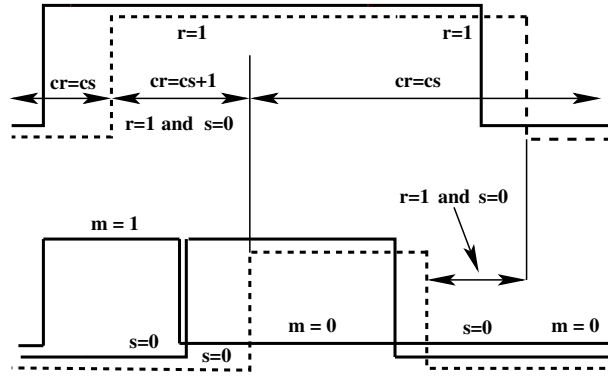 r=1 r=1
cr=cs cr=cs+1 cr=cs
r=1 and s=0
r=1 and s=0
m = 1
m = 0 s=0 m = 0
s=0 s=0